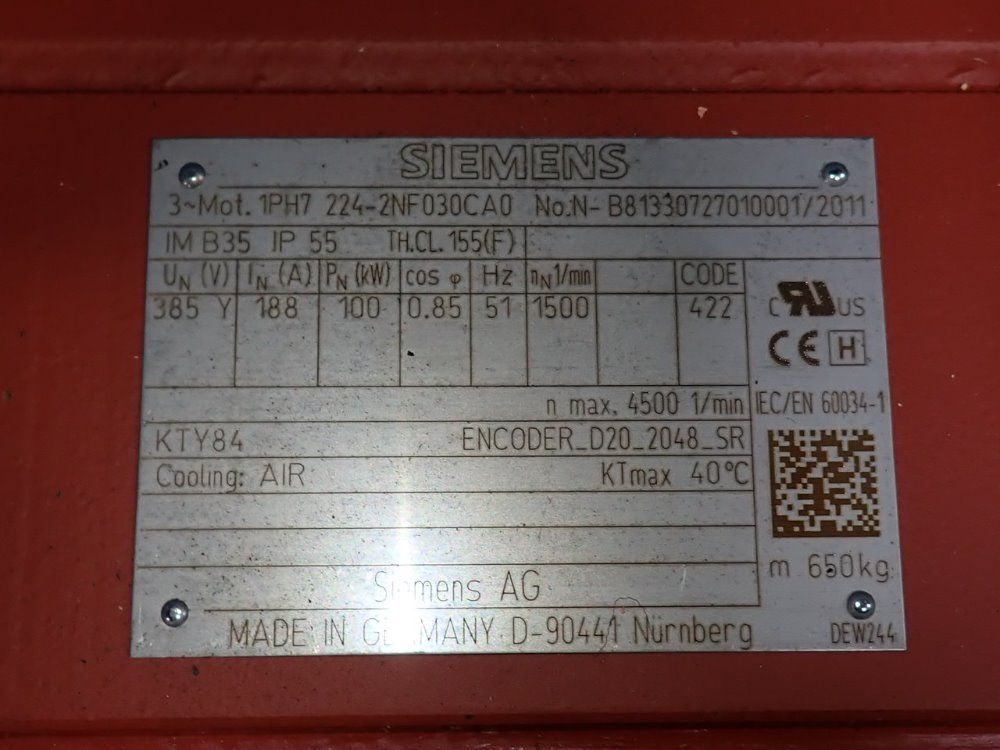 SIEMENS
3~Mot. 1PH7 224-2NF030CA0 No.N- B81330727010001/2011
IM B35 IP 55 TH.CL.155(F)
UN (V) IN (A) PN (kW) cos φ Hz nN 1/min CODE
385 Y 188 100 0.85 51 1500 422
c RU US
CE H
n max. 4500 1/min IEC/EN 60034-1
KTY84 ENCODER_D20_2048_SR
Cooling: AIR KTmax 40°C
m 650kg
Siemens AG
MADE IN GERMANY D-90441 Nürnberg DEW244